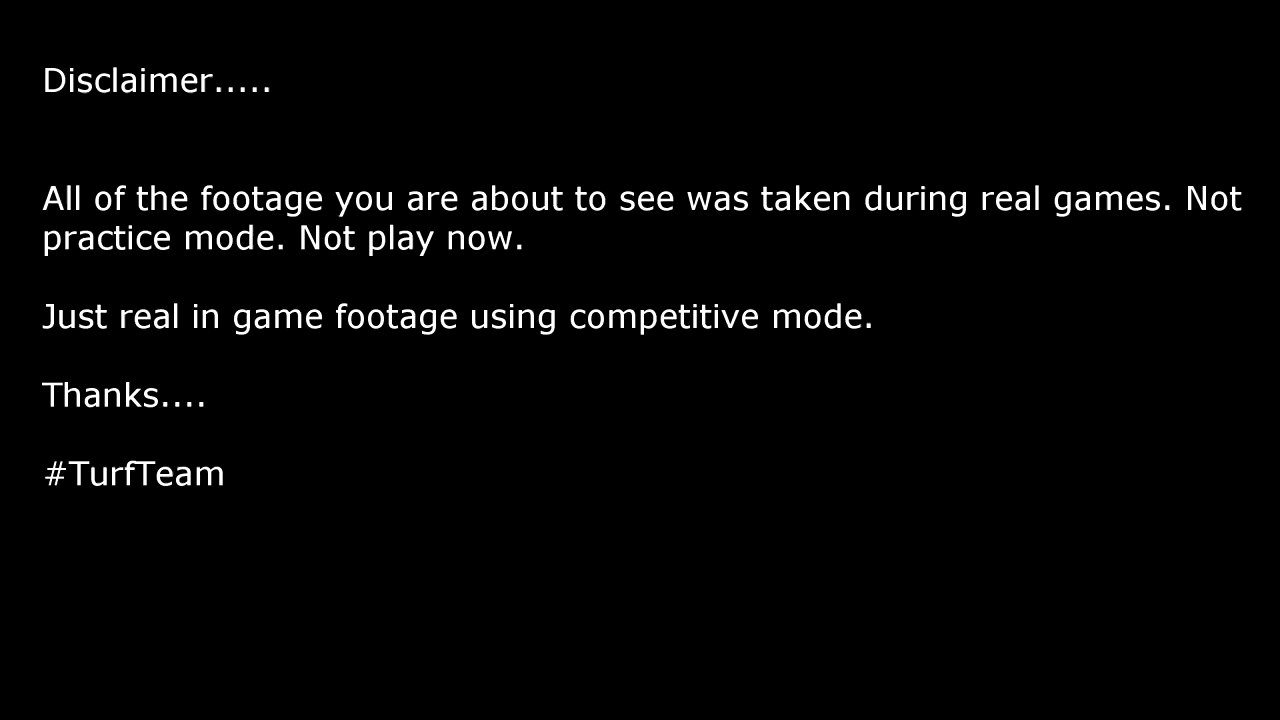 Disclaimer.....
All of the footage you are about to see was taken during real games. Not
practice mode. Not play now.
Just real in game footage using competitive mode.
Thanks....
#TurfTeam